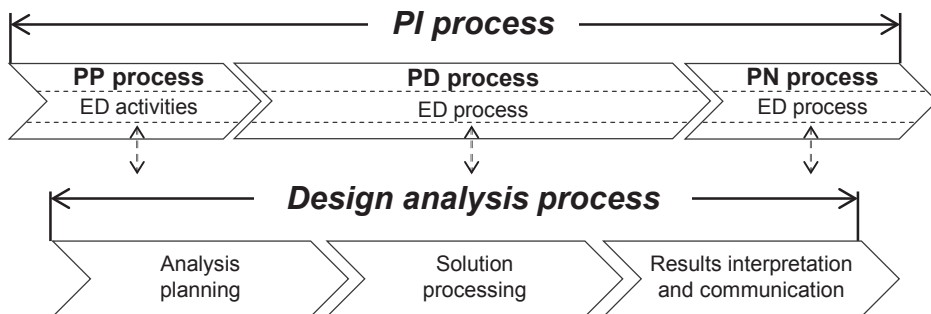 PI process
PP process
PD process
PN process
ED activities
ED process
ED process
Design analysis process
Analysis
planning
Solution
processing
Results interpretation
and communication